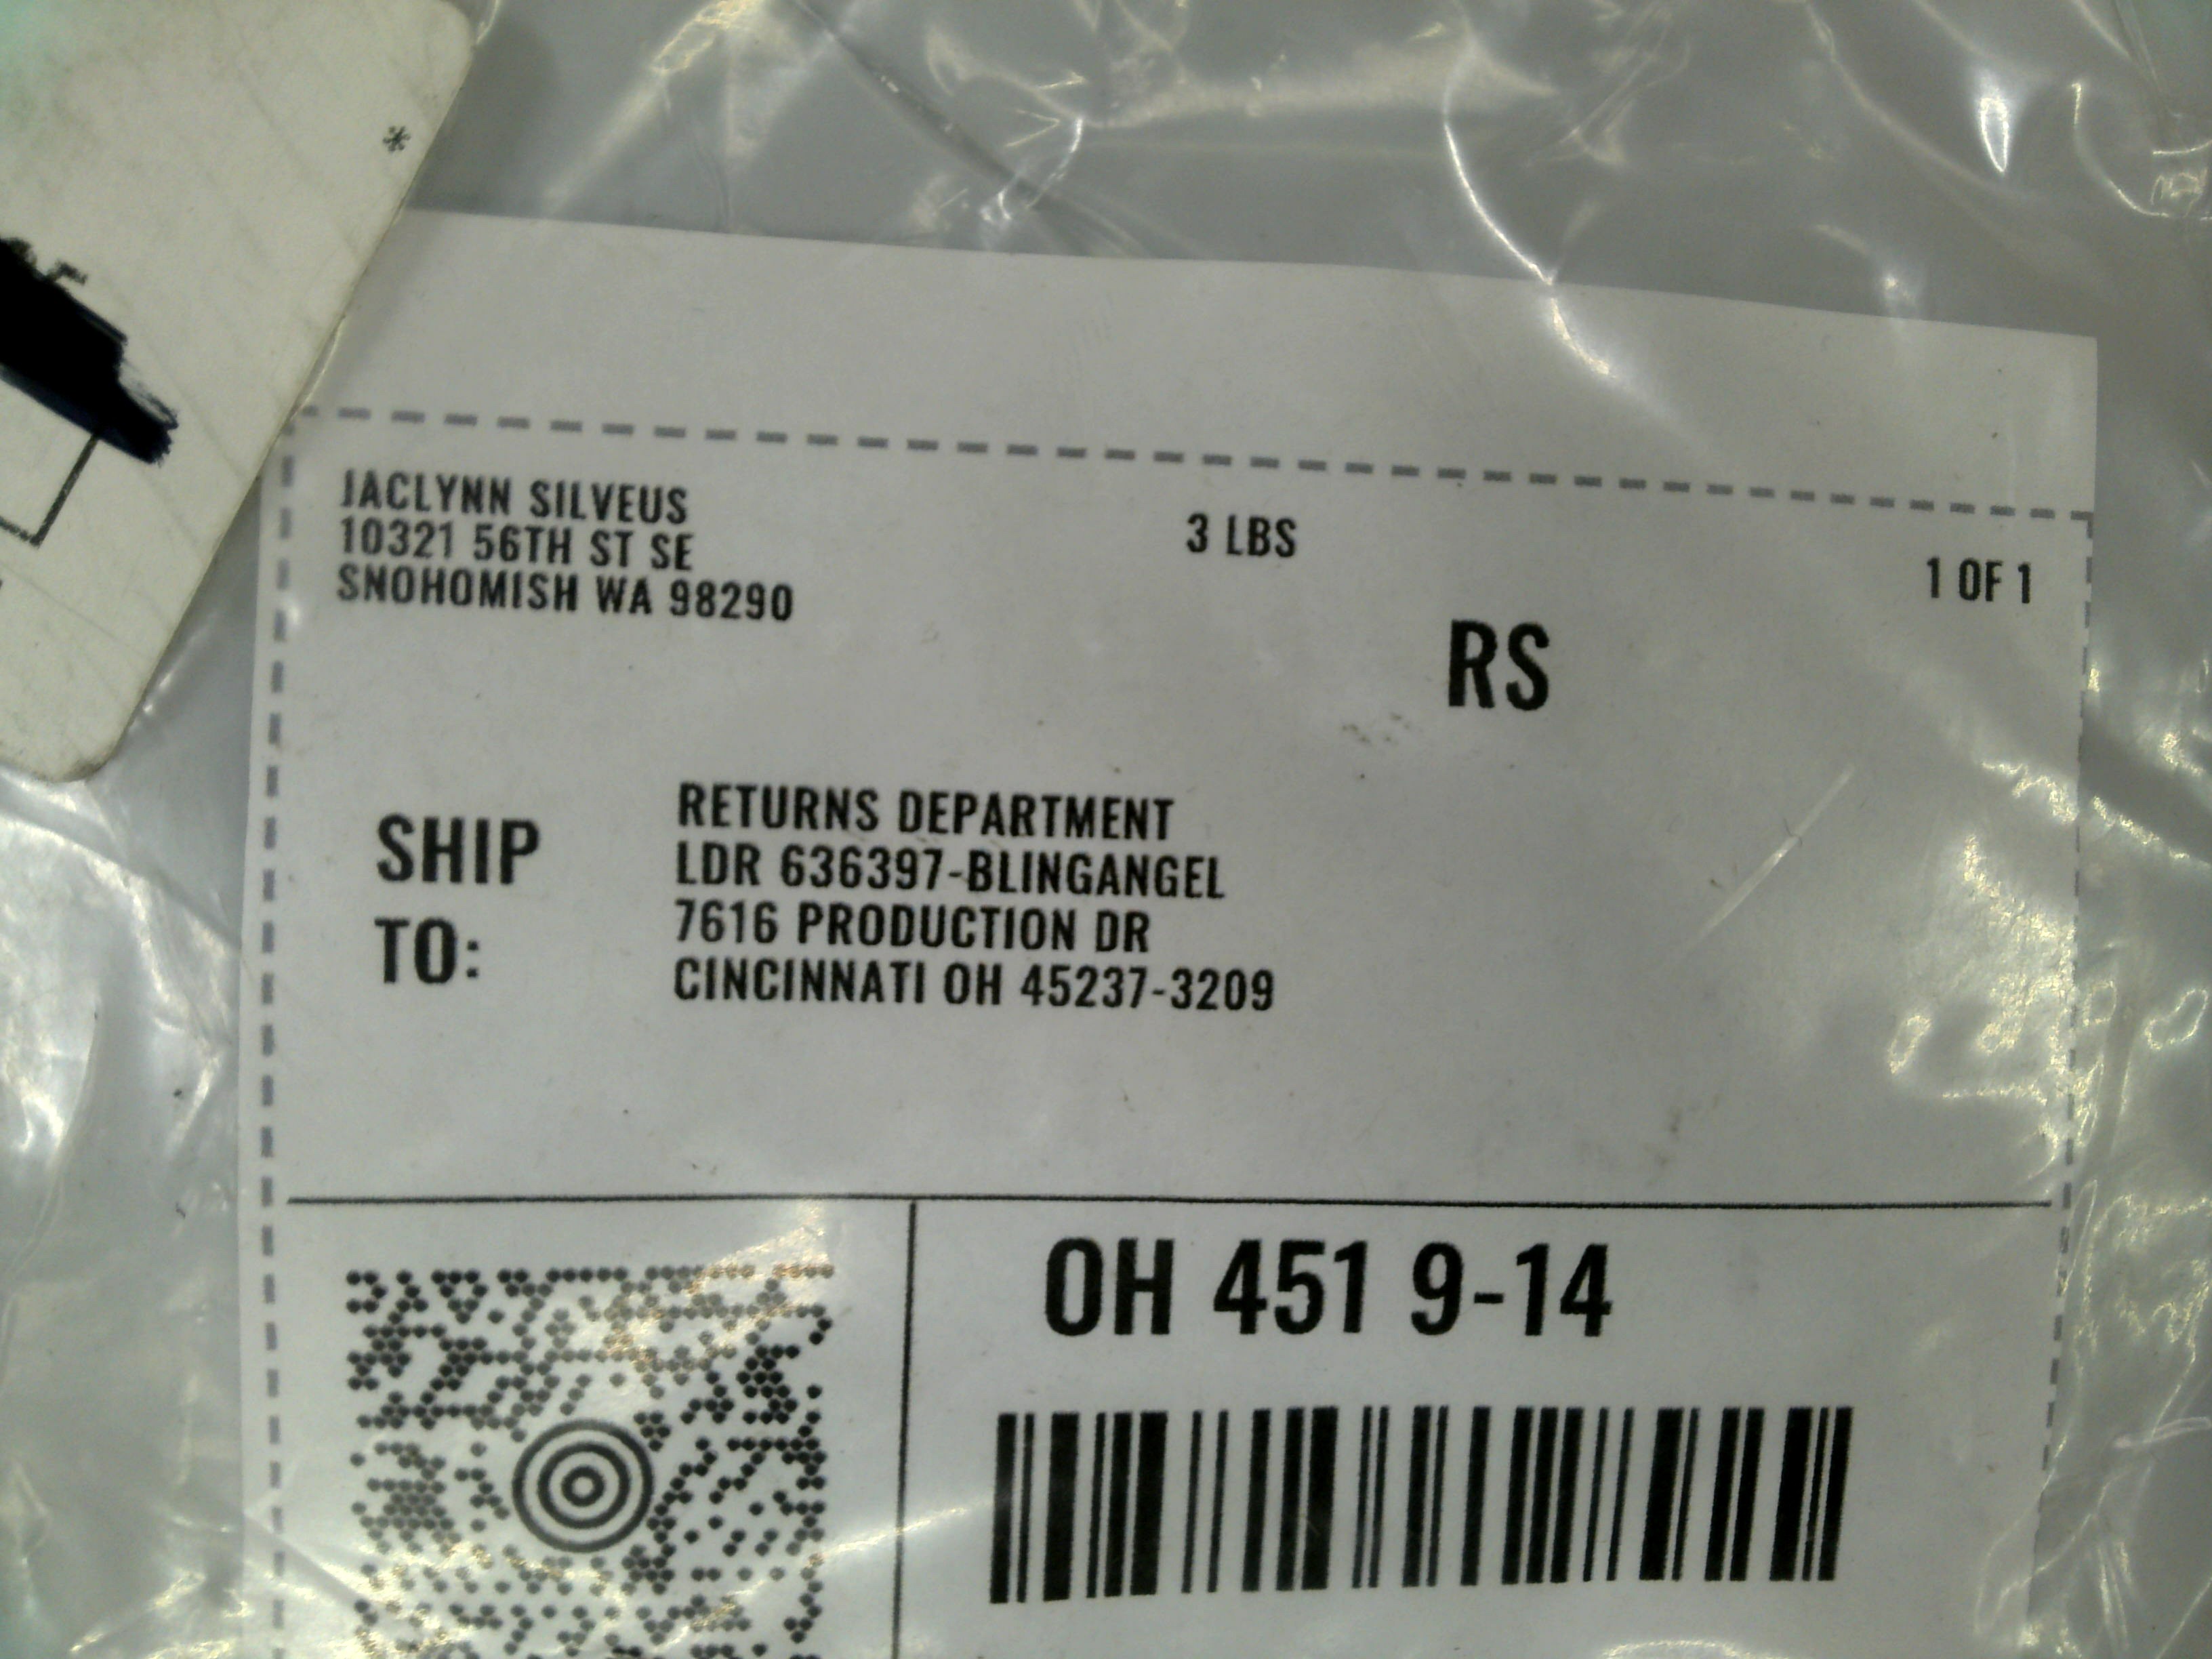 *
JACLYNN SILVEUS
10321 56TH ST SE
SNOHOMISH WA 98290
3 LBS
1 OF 1
RS
SHIP
TO:
RETURNS DEPARTMENT
LDR 636397-BLINGANGEL
7616 PRODUCTION DR
CINCINNATI OH 45237-3209
OH 451 9-14